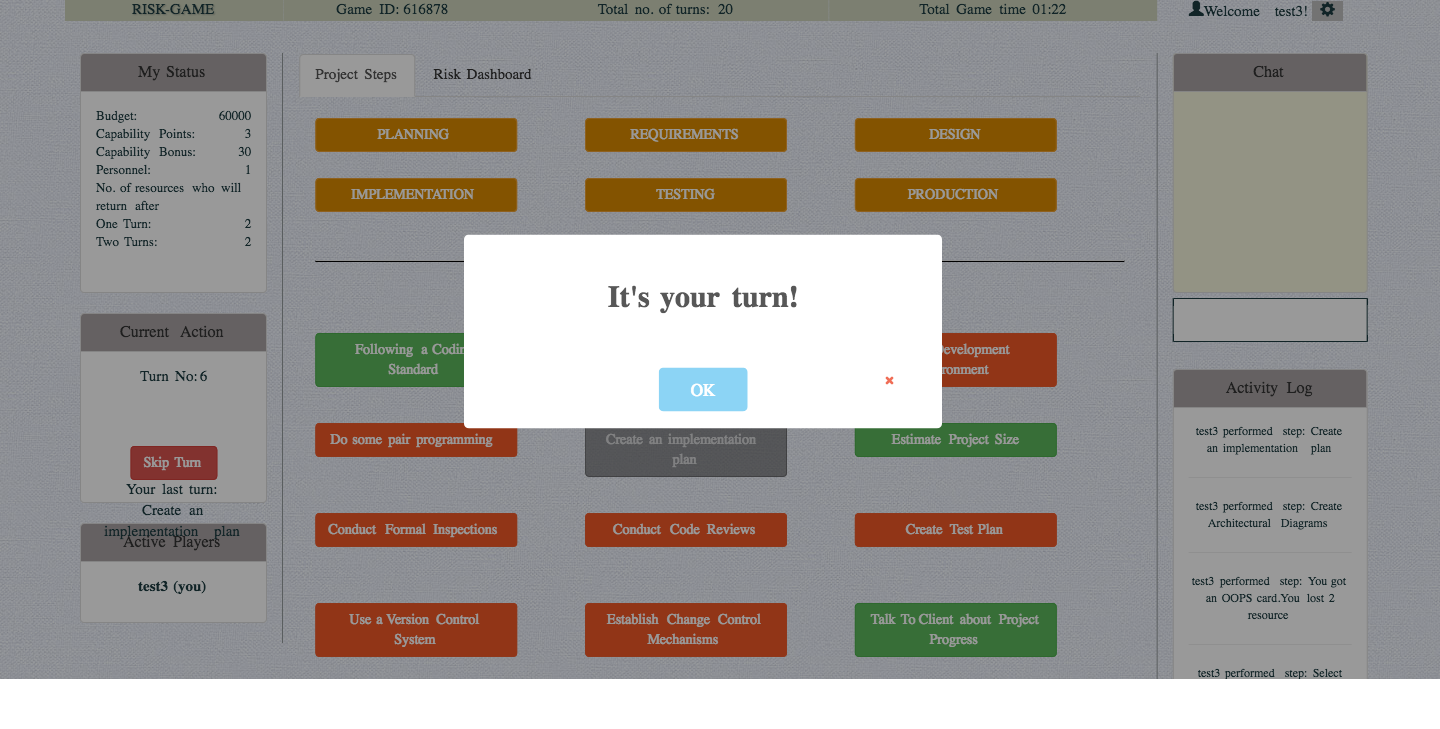 RISK-GAME Game ID: 616878 Total no. of turns: 20 Total Game time 01:22 Welcome test3!
My Status
Budget: 60000
Capability Points: 3
Capability Bonus: 30
Personnel: 1
No. of resources who will
return after
One Turn: 2
Two Turns: 2
Current Action
Turn No: 6
Skip Turn
Your last turn:
Create an
implementation plan
Active Players
test3 (you)
Project Steps Risk Dashboard
PLANNING REQUIREMENTS DESIGN
IMPLEMENTATION TESTING PRODUCTION
It's your turn!
OK
Following a
Standard
Do some pair programming
Create an implementation
plan
Estimate Project Size
Conduct Formal Inspections Conduct Code Reviews Create Test Plan
Use a Version Control
System
Establish Change Control
Mechanisms
Talk To Client about Project
Progress
Chat
Activity Log
test3 performed step: Create
an implementation plan
test3 performed step: Create
Architectural Diagrams
test3 performed step: You got
an OOPS card.You lost 2
resource
test3 performed step: Select